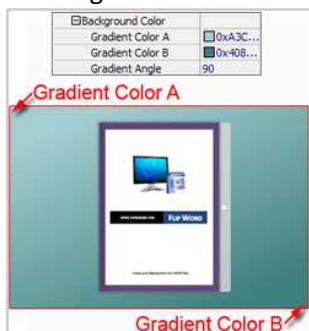 Background Color
Gradient Color A 0xA3C...
Gradient Color B 0x408...
Gradient Angle 90
Gradient Color A
FLIP WORD
Gradient Color B